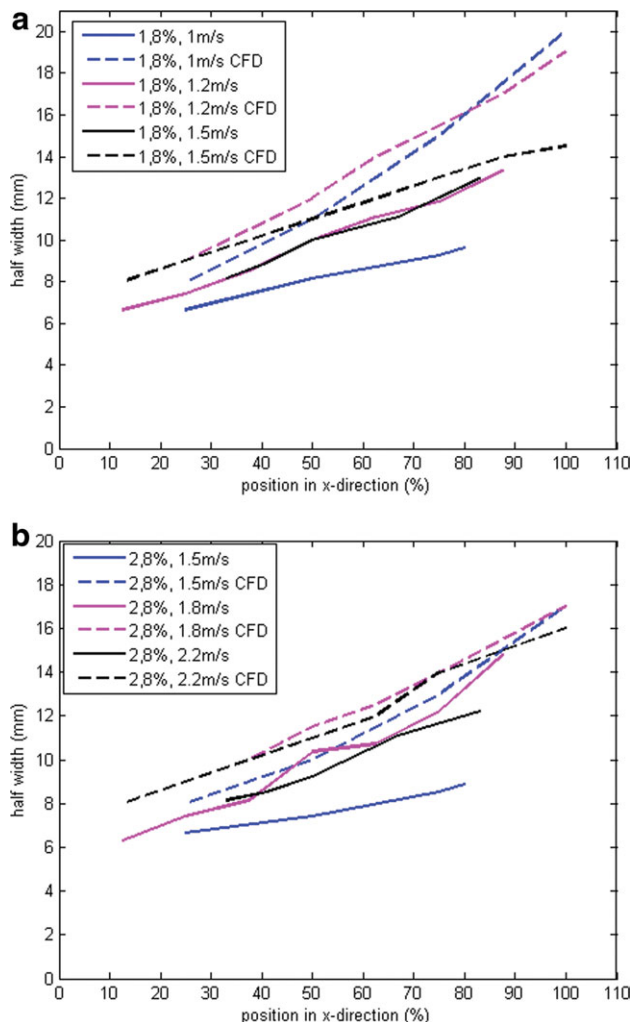 a
20
18
16
14
12
10
8
6
4
2
0
half width (mm)
1,8%, 1m/s
1,8%, 1m/s CFD
1,8%, 1.2m/s
1,8%, 1.2m/s CFD
1,8%, 1.5m/s
1,8%, 1.5m/s CFD
0 10 20 30 40 50 60 70 80 90 100 110
position in x-direction (%)
b
20
18
16
14
12
10
8
6
4
2
0
half width (mm)
2,8%, 1.5m/s
2,8%, 1.5m/s CFD
2,8%, 1.8m/s
2,8%, 1.8m/s CFD
2,8%, 2.2m/s
2,8%, 2.2m/s CFD
0 10 20 30 40 50 60 70 80 90 100 110
position in x-direction (%)